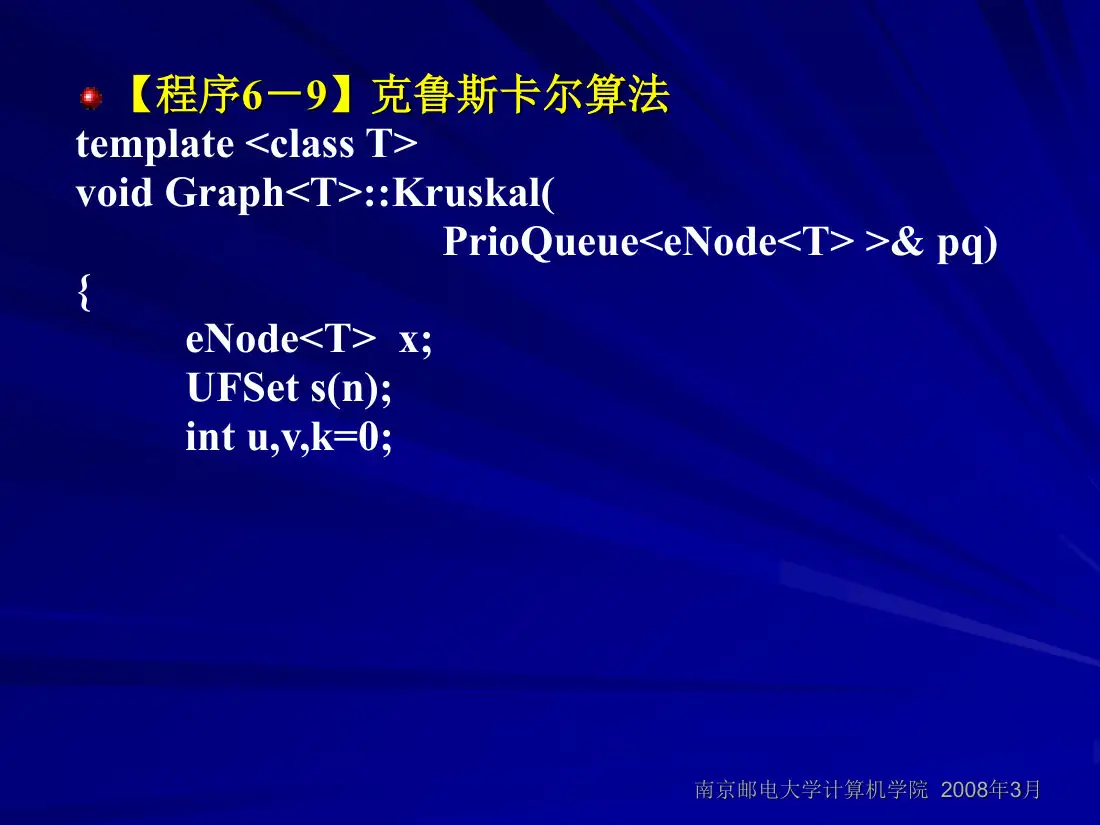 【程序6－9】克鲁斯卡尔算法
template <class T>
void Graph<T>::Kruskal(
PrioQueue<eNode<T> >& pq)
{
eNode<T>  x;
UFSet s(n);
int u,v,k=0;
南京邮电大学计算机学院  2008年3月